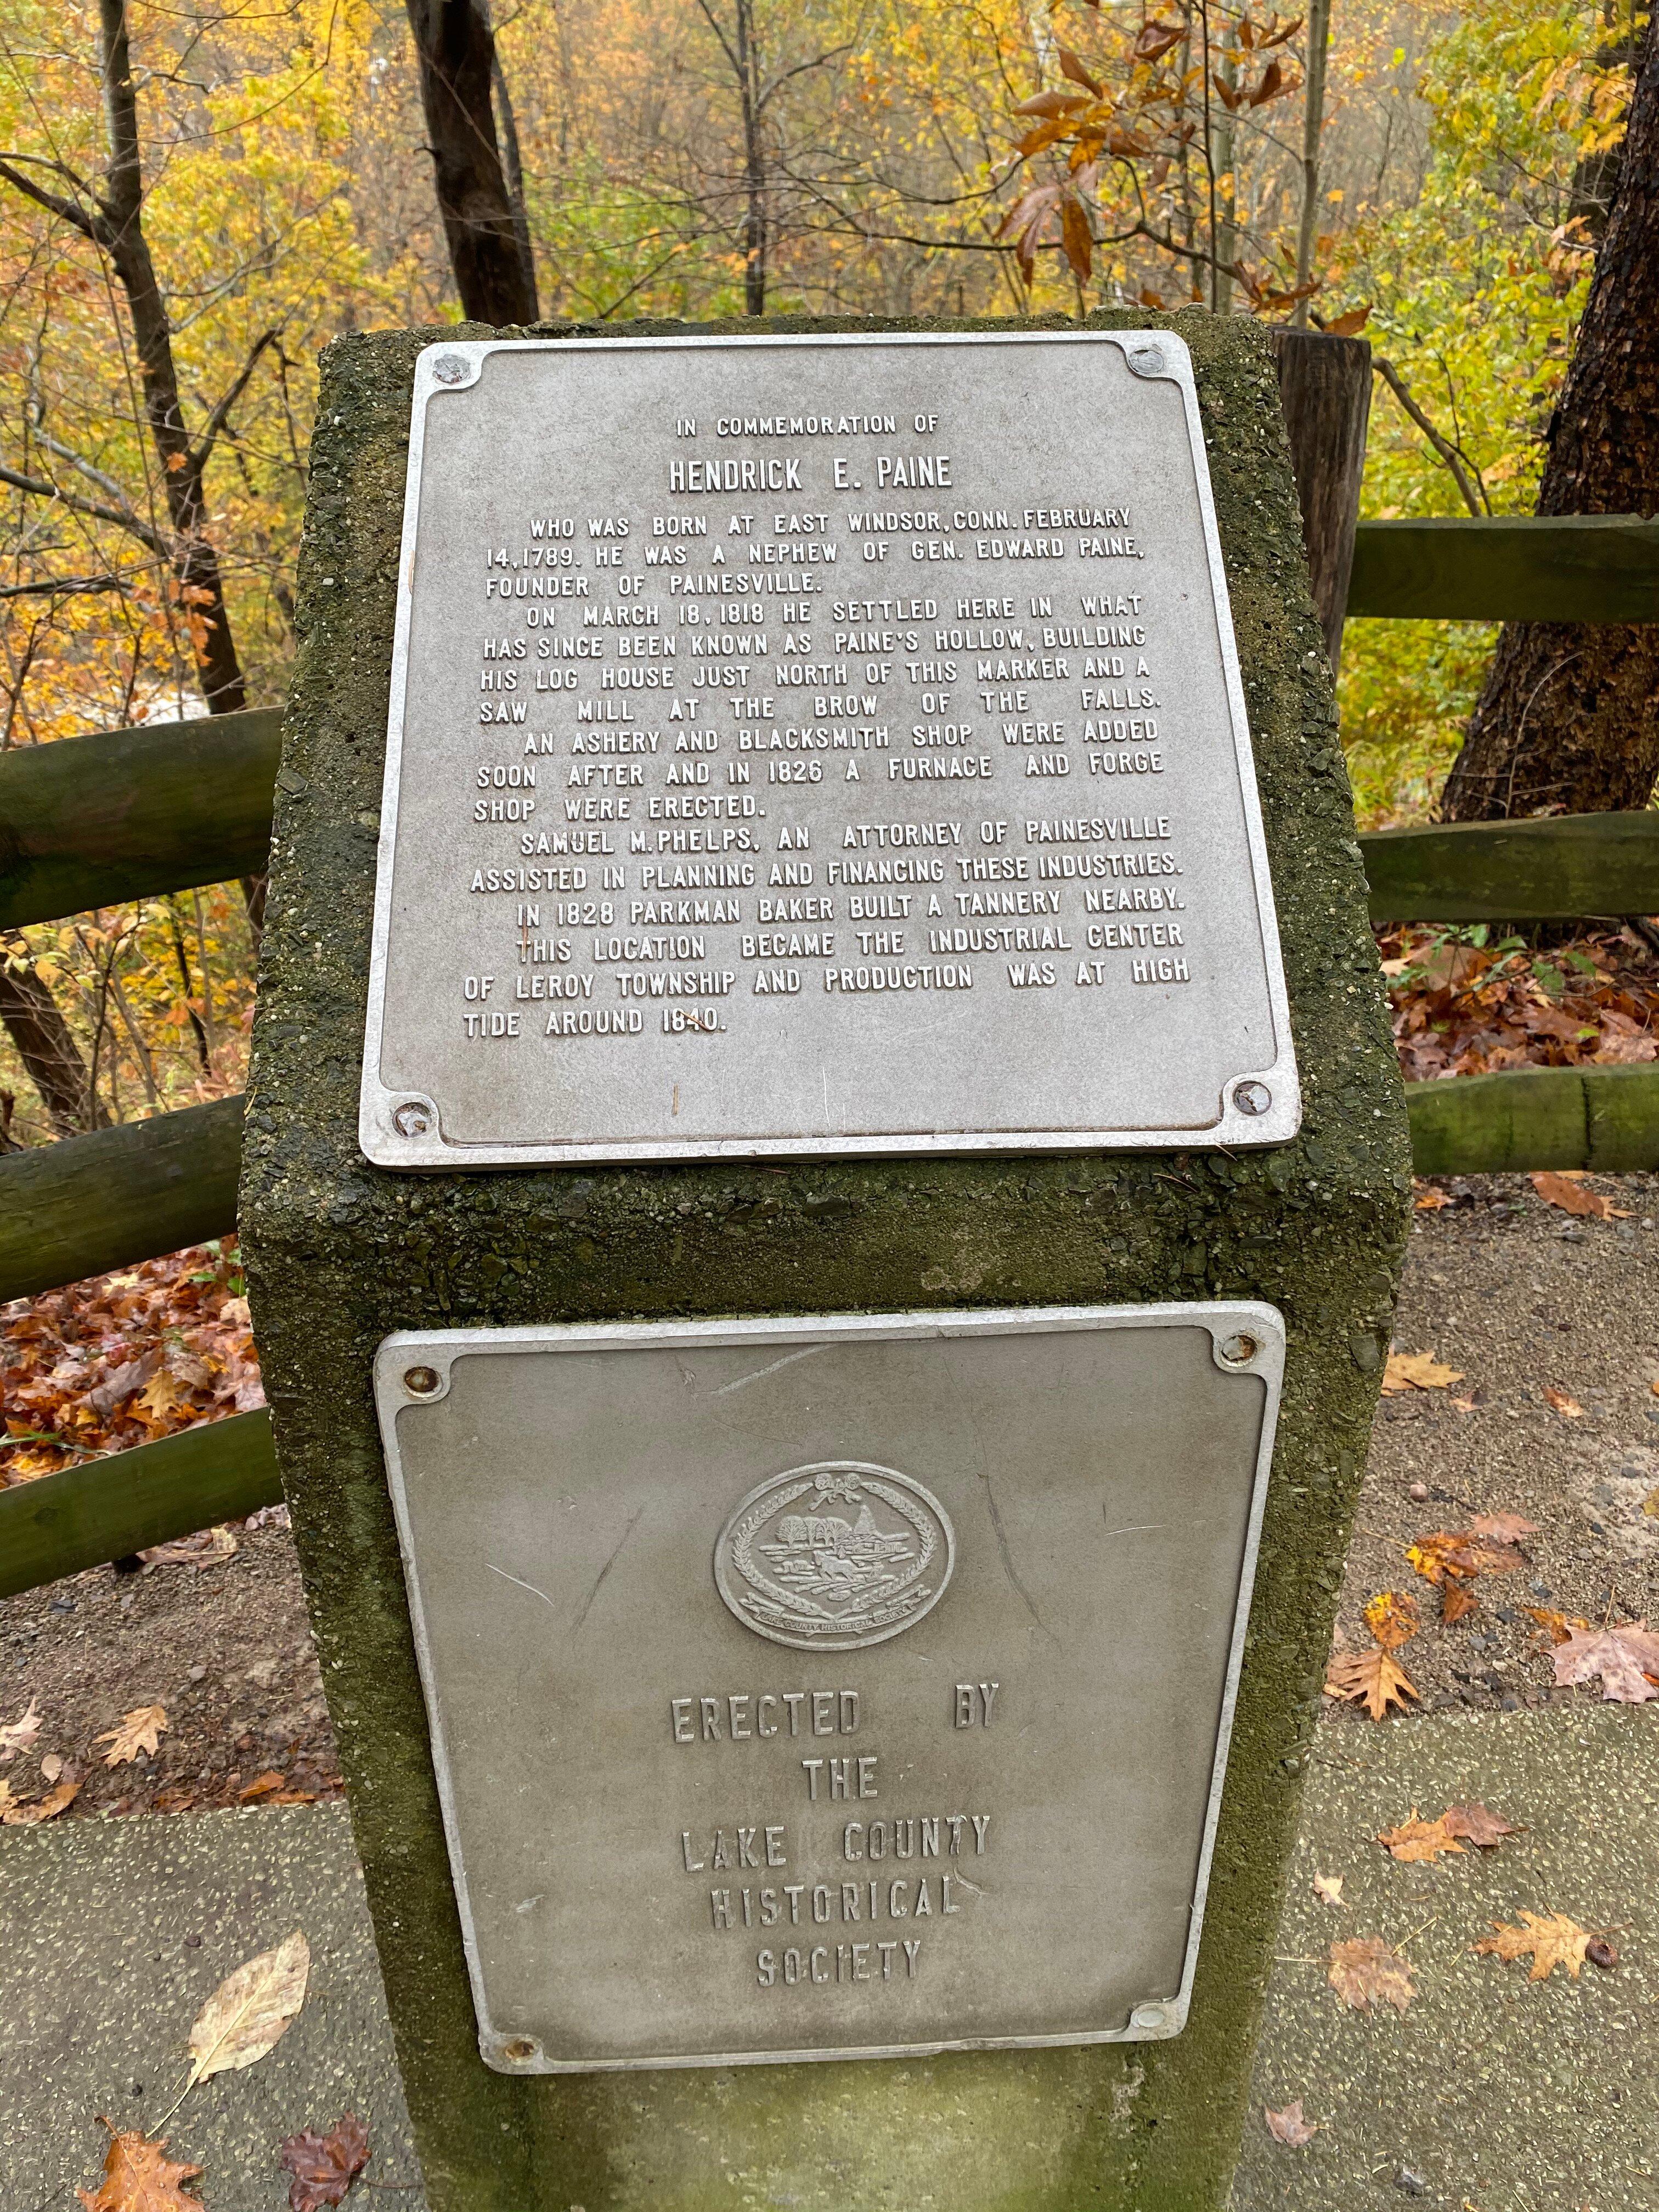 IN COMMEMORATION OF
HENDRICK E. PAINE
WHO WAS BORN AT EAST WINDSOR, CONN. FEBRUARY
14, 1789. HE WAS A NEPHEW OF GEN. EDWARD PAINE,
FOUNDER OF PAINESVILLE.
ON MARCH 18, 1818 HE SETTLED HERE IN WHAT
HAS SINCE BEEN KNOWN AS PAINE'S HOLLOW, BUILDING
HIS LOG HOUSE JUST NORTH OF THIS MARKER AND A
SAW MILL AT THE BROW OF THE FALLS.
AN ASHERY AND BLACKSMITH SHOP WERE ADDED
SOON AFTER AND IN 1826 A FURNACE AND FORGE
SHOP WERE ERECTED.
SAMUEL M. PHELPS, AN ATTORNEY OF PAINESVILLE
ASSISTED IN PLANNING AND FINANCING THESE INDUSTRIES.
IN 1828 PARKMAN BAKER BUILT A TANNERY NEARBY.
THIS LOCATION BECAME THE INDUSTRIAL CENTER
OF LEROY TOWNSHIP AND PRODUCTION WAS AT HIGH
TIDE AROUND 1840.
LAKE COUNTY HISTORICAL SOCIETY
ERECTED BY
THE
LAKE COUNTY
HISTORICAL
SOCIETY